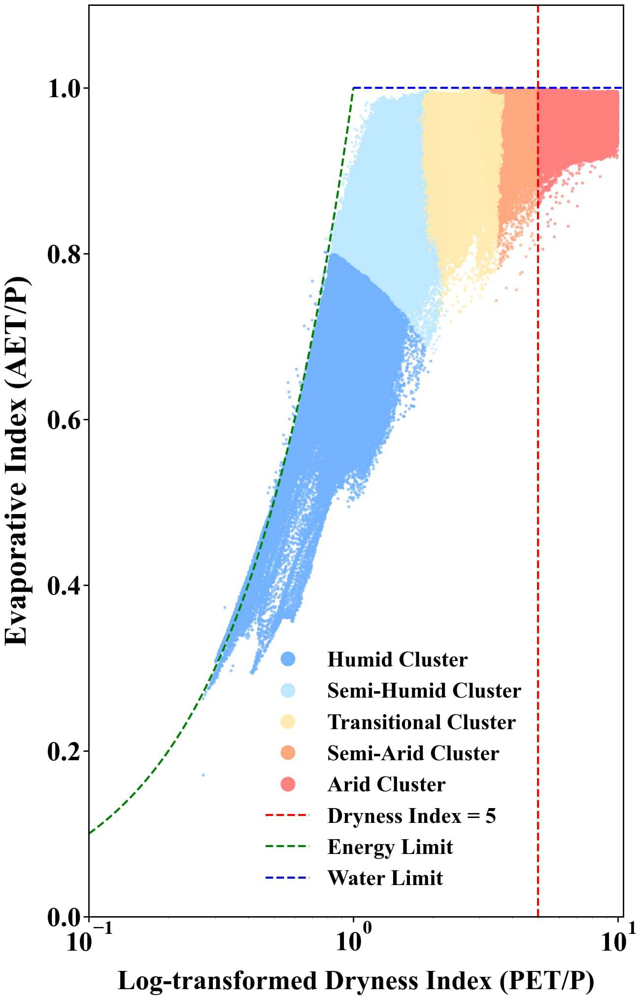 Evaporative Index (AET/P)
1.0
0.8
0.6
0.4
0.2
0.0
Humid Cluster
Semi-Humid Cluster
Transitional Cluster
Semi-Arid Cluster
Arid Cluster
Dryness Index = 5
Energy Limit
Water Limit
10⁻¹ 10⁰ 10¹
Log-transformed Dryness Index (PET/P)